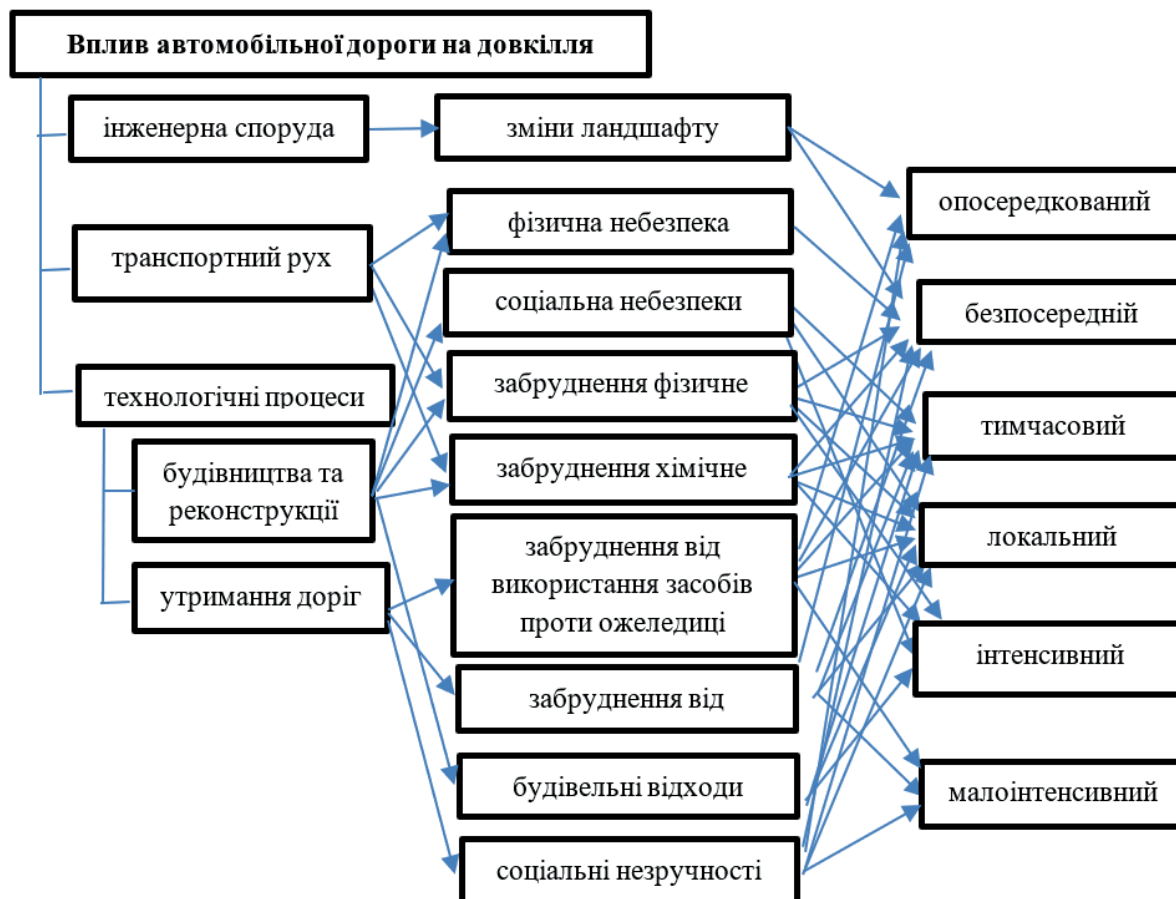 Вплив автомобільної дороги на довкілля
інженерна споруда
транспортний рух
технологічні процеси
будівництва та
реконструкції
утримання доріг
зміни ландшафту
фізична небезпека
соціальна небезпеки
забруднення фізичне
забруднення хімічне
забруднення від
використання засобів
проти ожеледиці
забруднення від
будівельні відходи
соціальні незручності
опосередкований
безпосередній
тимчасовий
локальний
інтенсивний
малоінтенсивний